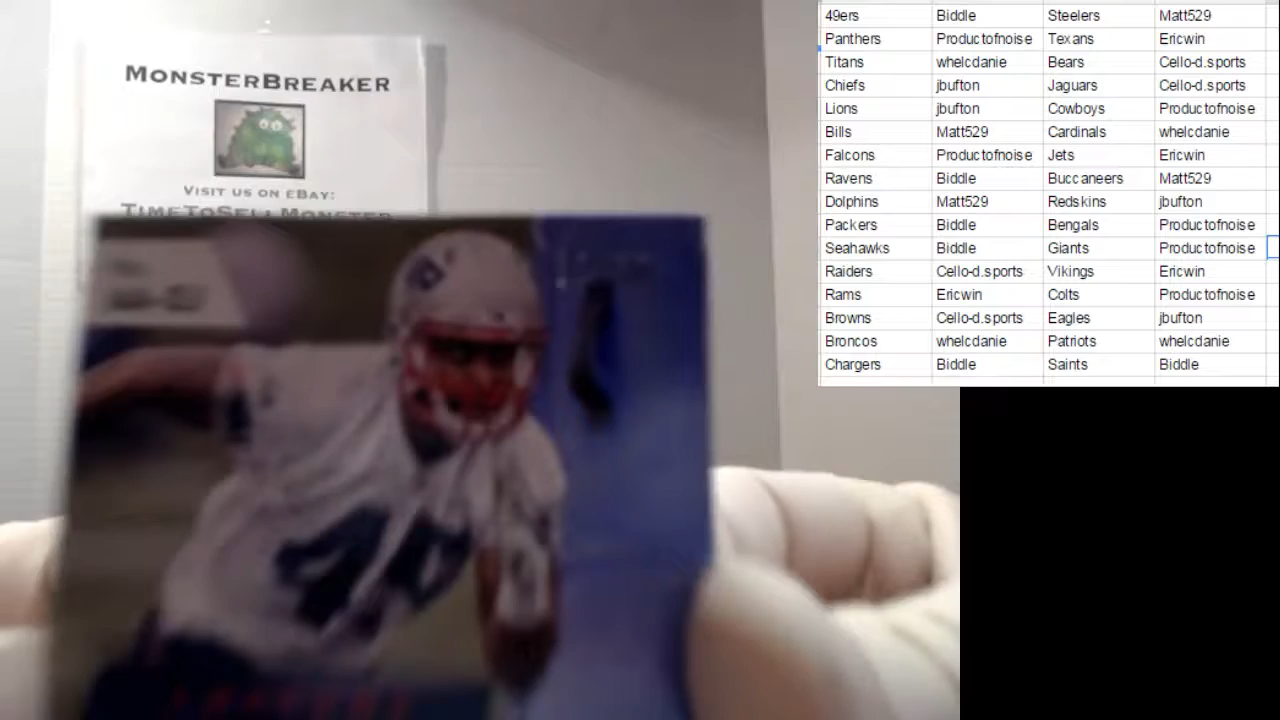 MONSTERBREAKER
VISIT US ON EBAY:
TIMETOSELLMONSTER
49ers Biddle Steelers Matt529
Panthers Productofnoise Texans Ericwin
Titans whelcdanie Bears Cello-d.sports
Chiefs jbufton Jaguars Cello-d.sports
Lions jbufton Cowboys Productofnoise
Bills Matt529 Cardinals whelcdanie
Falcons Productofnoise Jets Ericwin
Ravens Biddle Buccaneers Matt529
Dolphins Matt529 Redskins jbufton
Packers Biddle Bengals Productofnoise
Seahawks Biddle Giants Productofnoise
Raiders Cello-d.sports Vikings Ericwin
Rams Ericwin Colts Productofnoise
Browns Cello-d.sports Eagles jbufton
Broncos whelcdanie Patriots whelcdanie
Chargers Biddle Saints Biddle